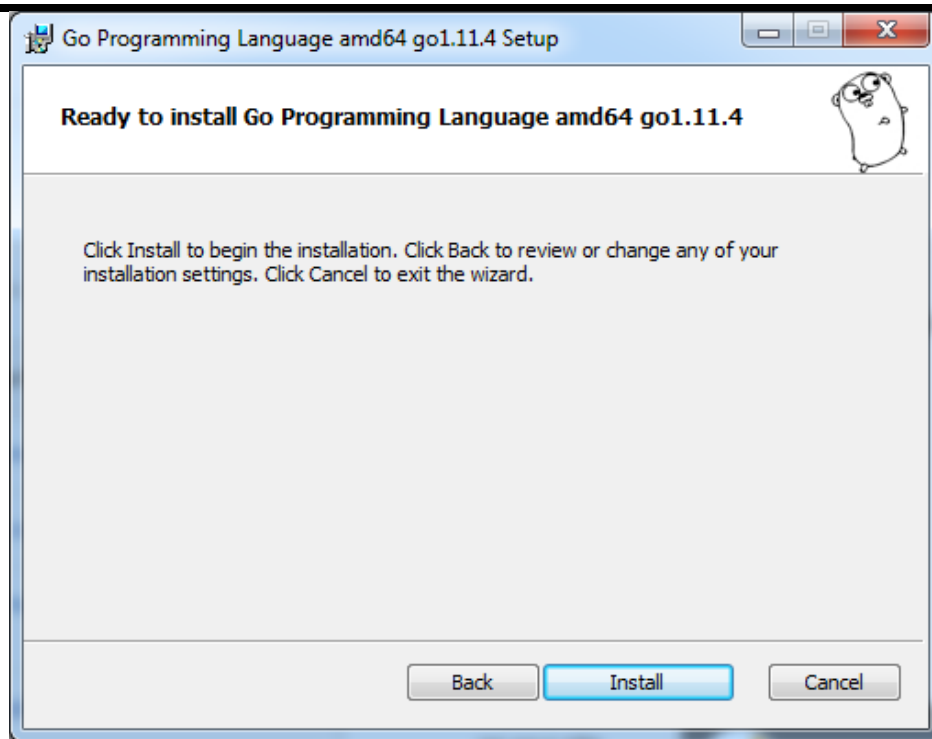 Go Programming Language amd64 go1.11.4 Setup
Ready to install Go Programming Language amd64 go1.11.4
Click Install to begin the installation. Click Back to review or change any of your
installation settings. Click Cancel to exit the wizard.
Back Install Cancel